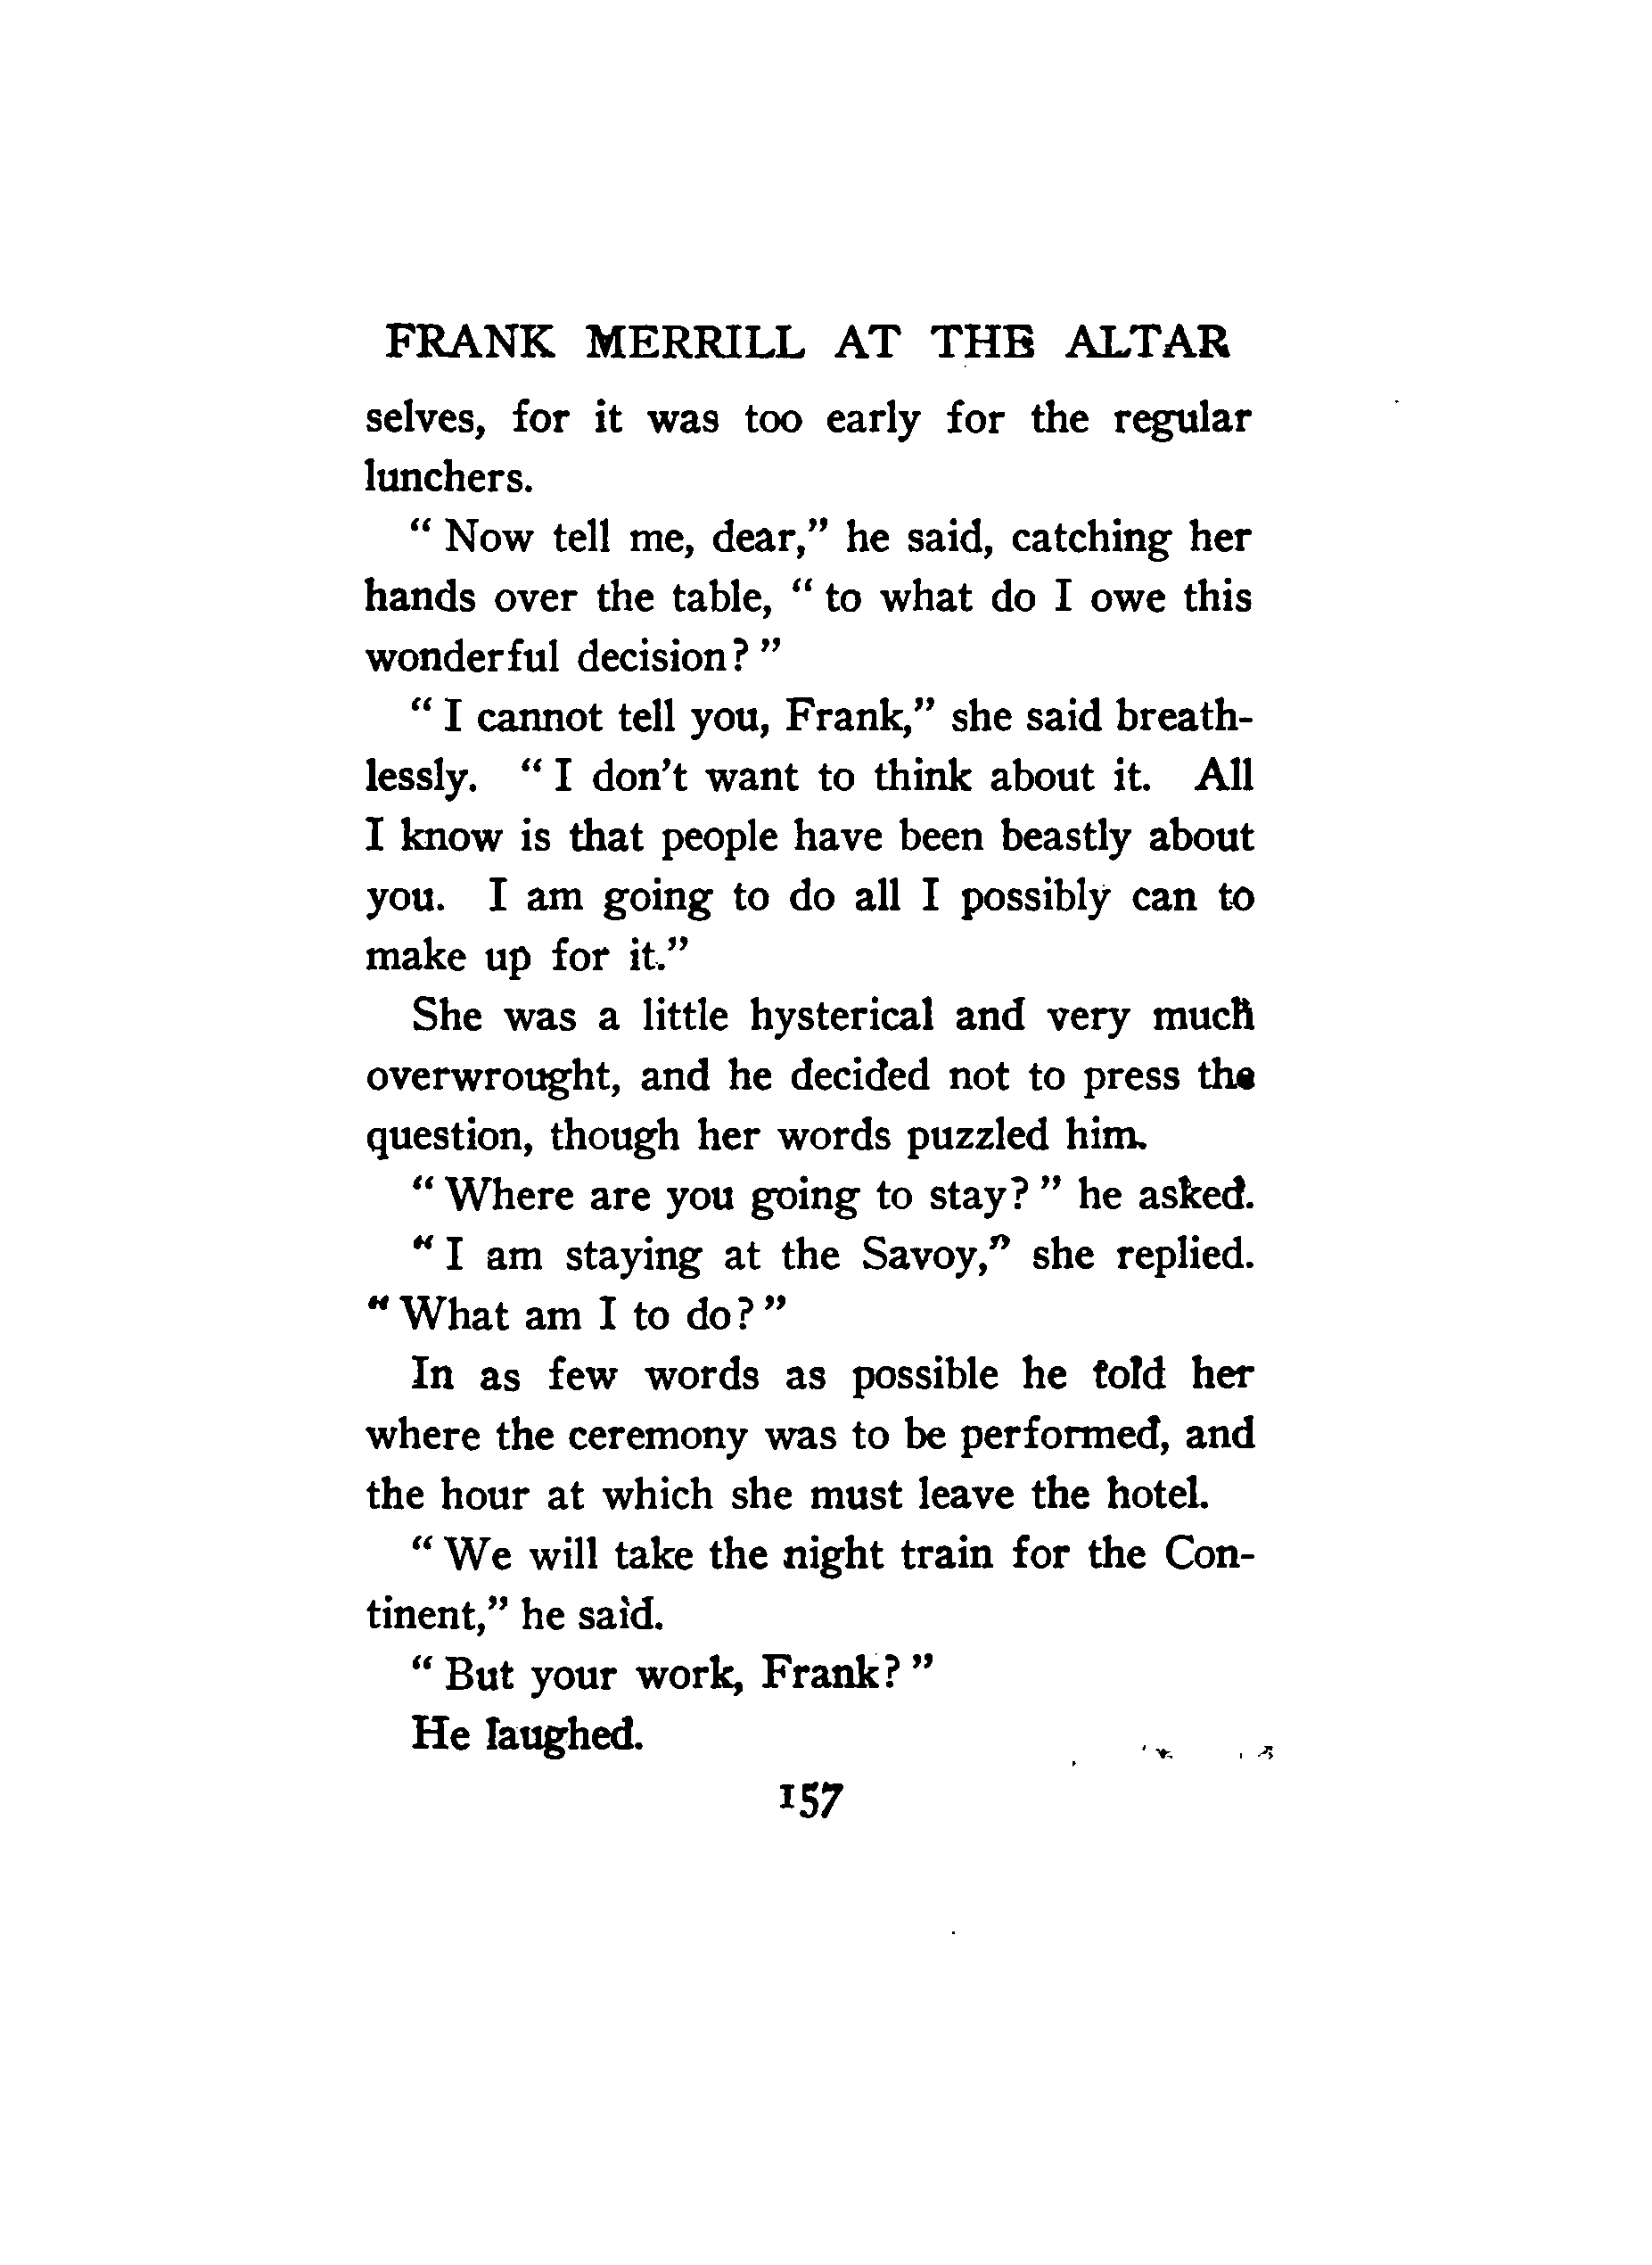 FRANK MERRILL AT THE ALTAR
selves, for it was too early for the regular
lunchers.
" Now tell me, dear," he said, catching her
hands over the table, " to what do I owe this
wonderful decision? "
" I cannot tell you, Frank," she said breath-
lessly. " I don't want to think about it. All
I know is that people have been beastly about
you. I am going to do all I possibly can to
make up for it."
She was a little hysterical and very much
overwrought, and he decided not to press the
question, though her words puzzled him.
" Where are you going to stay? " he asked.
" I am staying at the Savoy," she replied.
" What am I to do? "
In as few words as possible he told her
where the ceremony was to be performed, and
the hour at which she must leave the hotel.
" We will take the night train for the Con-
tinent," he said.
" But your work, Frank? "
He laughed.
157